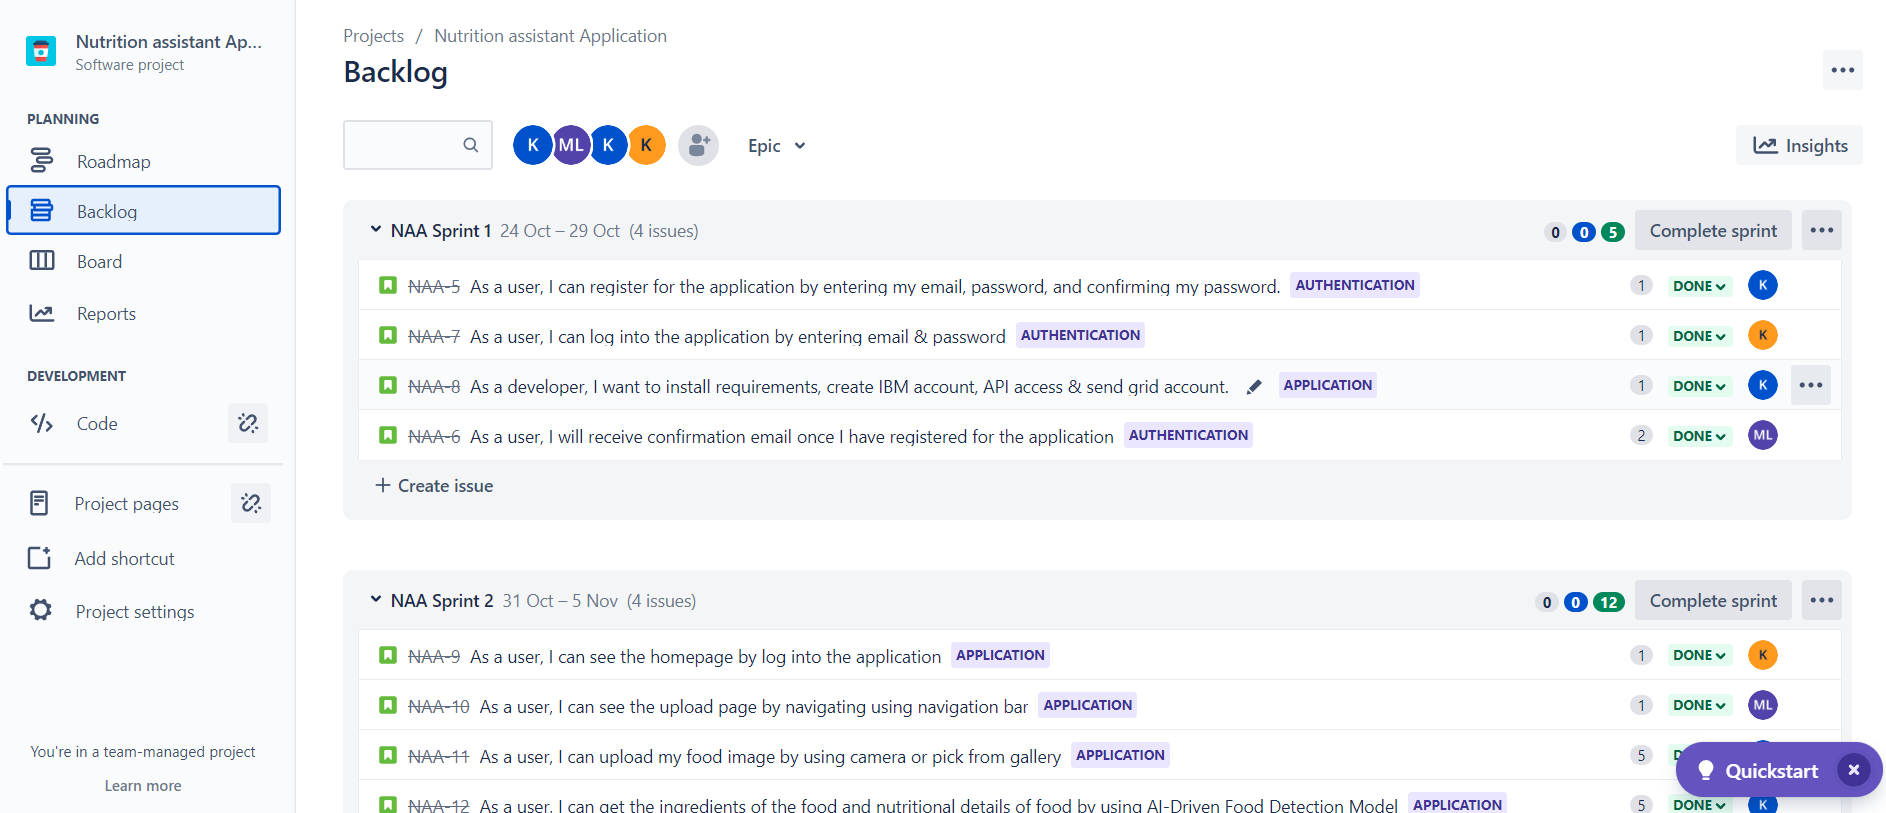 Nutrition assistant Ap...
Software project
PLANNING
Roadmap
Backlog
Board
Reports
DEVELOPMENT
Code
Project pages
Add shortcut
Project settings
You're in a team-managed project
Learn more
Projects / Nutrition assistant Application
Backlog
K ML K K Epic
Insights
NAA Sprint 1 24 Oct – 29 Oct (4 issues) 0 0 5 Complete sprint
NAA-5 As a user, I can register for the application by entering my email, password, and confirming my password. AUTHENTICATION 1 DONE K
NAA-7 As a user, I can log into the application by entering email & password AUTHENTICATION 1 DONE K
NAA-8 As a developer, I want to install requirements, create IBM account, API access & send grid account. APPLICATION 1 DONE K
NAA-6 As a user, I will receive confirmation email once I have registered for the application AUTHENTICATION 2 DONE ML
+ Create issue
NAA Sprint 2 31 Oct – 5 Nov (4 issues) 0 0 12 Complete sprint
NAA-9 As a user, I can see the homepage by log into the application APPLICATION 1 DONE K
NAA-10 As a user, I can see the upload page by navigating using navigation bar APPLICATION 1 DONE ML
NAA-11 As a user, I can upload my food image by using camera or pick from gallery APPLICATION 5
Quickstart
NAA-12 As a user, I can get the ingredients of the food and nutritional details of food by using AI-Driven Food Detection Model APPLICATION 5 DONE K